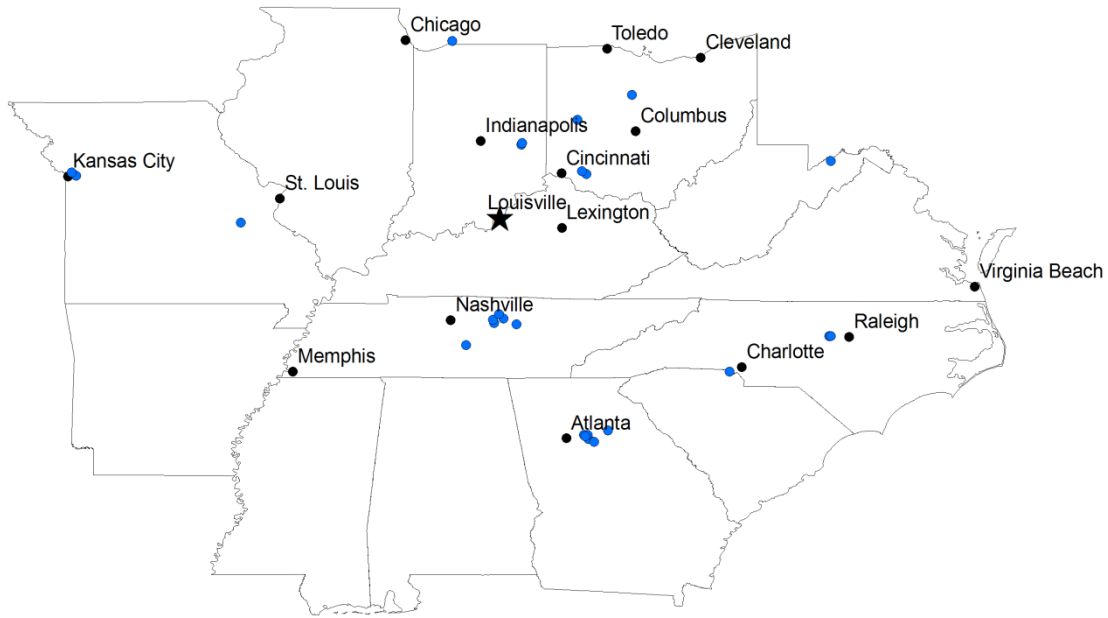 Chicago
Toledo
Cleveland
Indianapolis
Columbus
Kansas City
Cincinnati
St. Louis
Louisville
Lexington
Virginia Beach
Nashville
Raleigh
Charlotte
Memphis
Atlanta